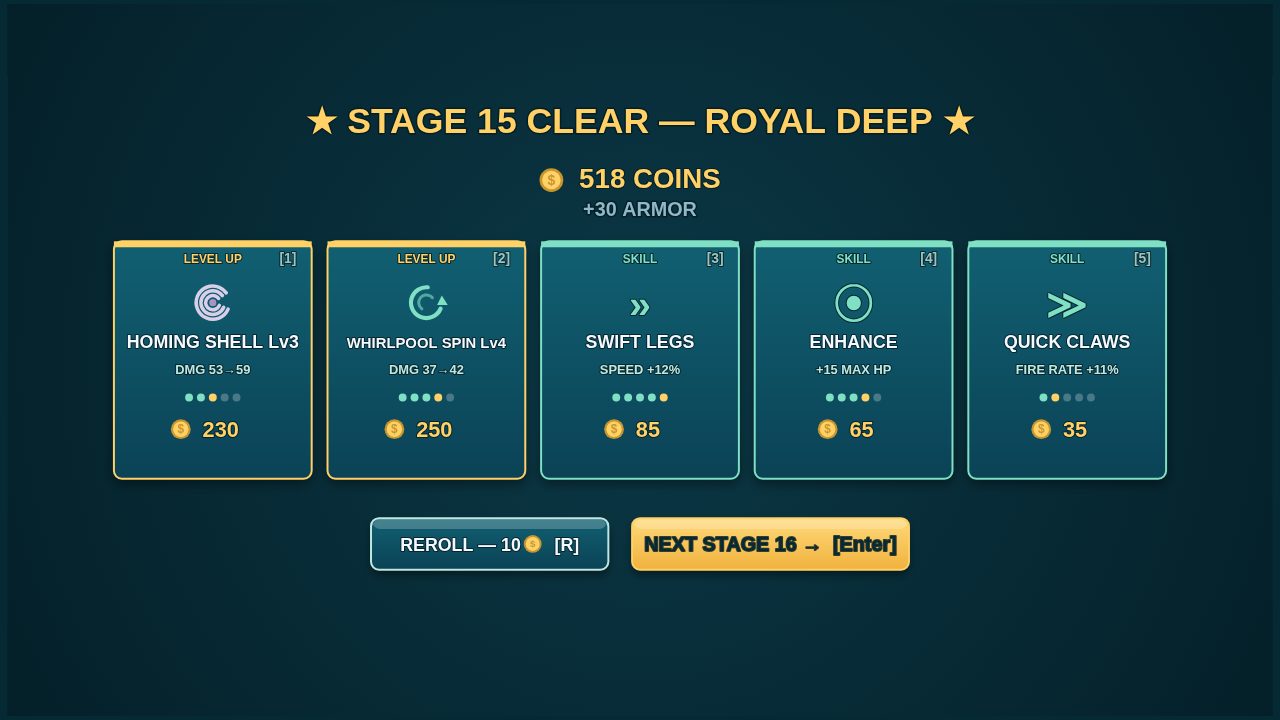 ★ STAGE 15 CLEAR — ROYAL DEEP ★
$ 518 COINS
+30 ARMOR
LEVEL UP [1]
HOMING SHELL Lv3
DMG 53→59
$ 230
LEVEL UP [2]
WHIRLPOOL SPIN Lv4
DMG 37→42
$ 250
SKILL [3]
»
SWIFT LEGS
SPEED +12%
$ 85
SKILL [4]
ENHANCE
+15 MAX HP
$ 65
SKILL [5]
≫
QUICK CLAWS
FIRE RATE +11%
$ 35
REROLL — 10 $ [R]
NEXT STAGE 16 → [Enter]